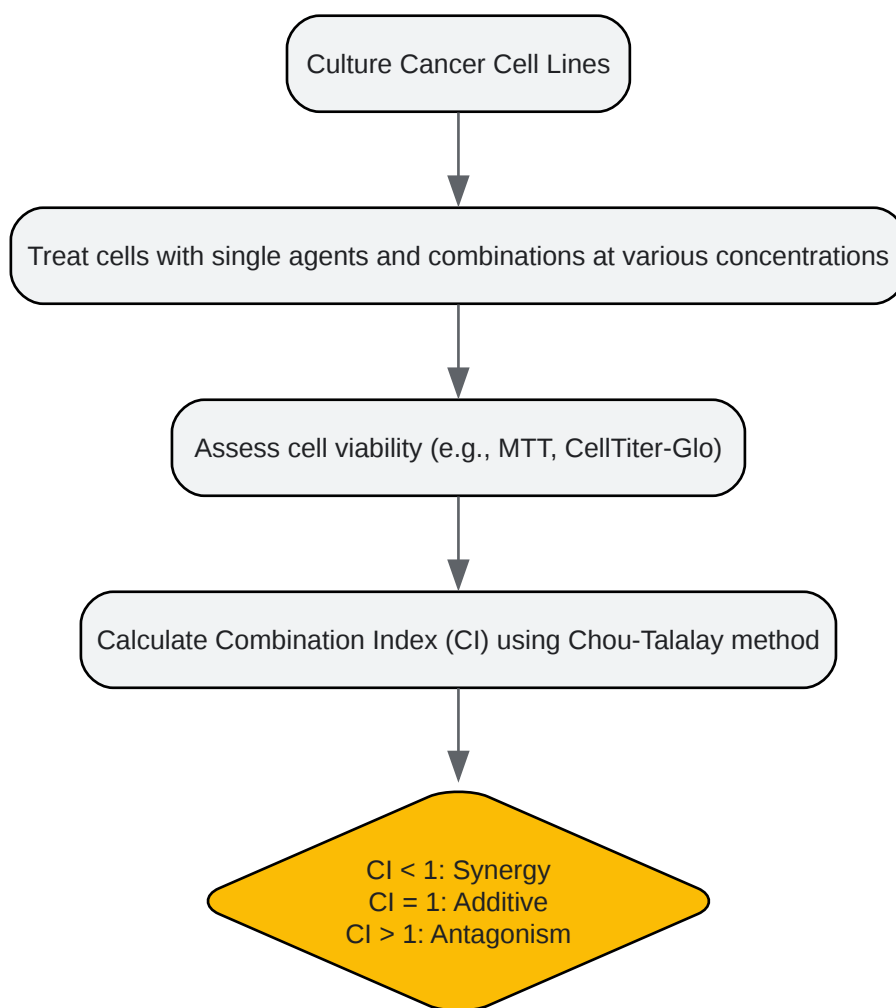 Culture Cancer Cell Lines
Treat cells with single agents and combinations at various concentrations
Assess cell viability (e.g., MTT, CellTiter-Glo)
Calculate Combination Index (CI) using Chou-Talalay method
CI < 1: Synergy
CI = 1: Additive
CI > 1: Antagonism